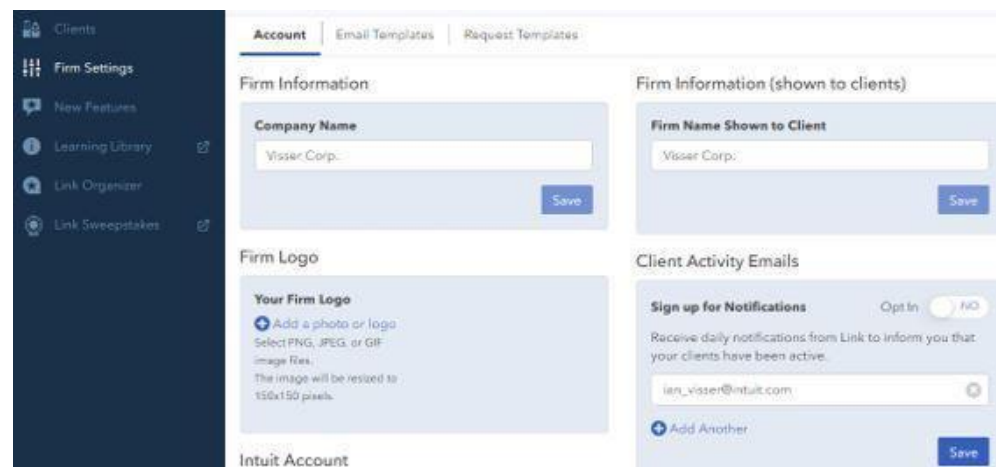 Clients
Firm Settings
New Features
Learning Library
Link Organizer
Link Sweepstakes
Account
Email Templates
Request Templates
Firm Information
Company Name
Visser Corp.
Save
Firm Logo
Your Firm Logo
Add a photo or logo
Select PNG, JPEG, or GIF
image files.
The image will be resized to
150x150 pixels.
Intuit Account
Firm Information (shown to clients)
Firm Name Shown to Client
Visser Corp.
Save
Client Activity Emails
Sign up for Notifications
Opt In
NO
Receive daily notifications from Link to inform you that
your clients have been active.
ian_visser@intuit.com
Add Another
Save